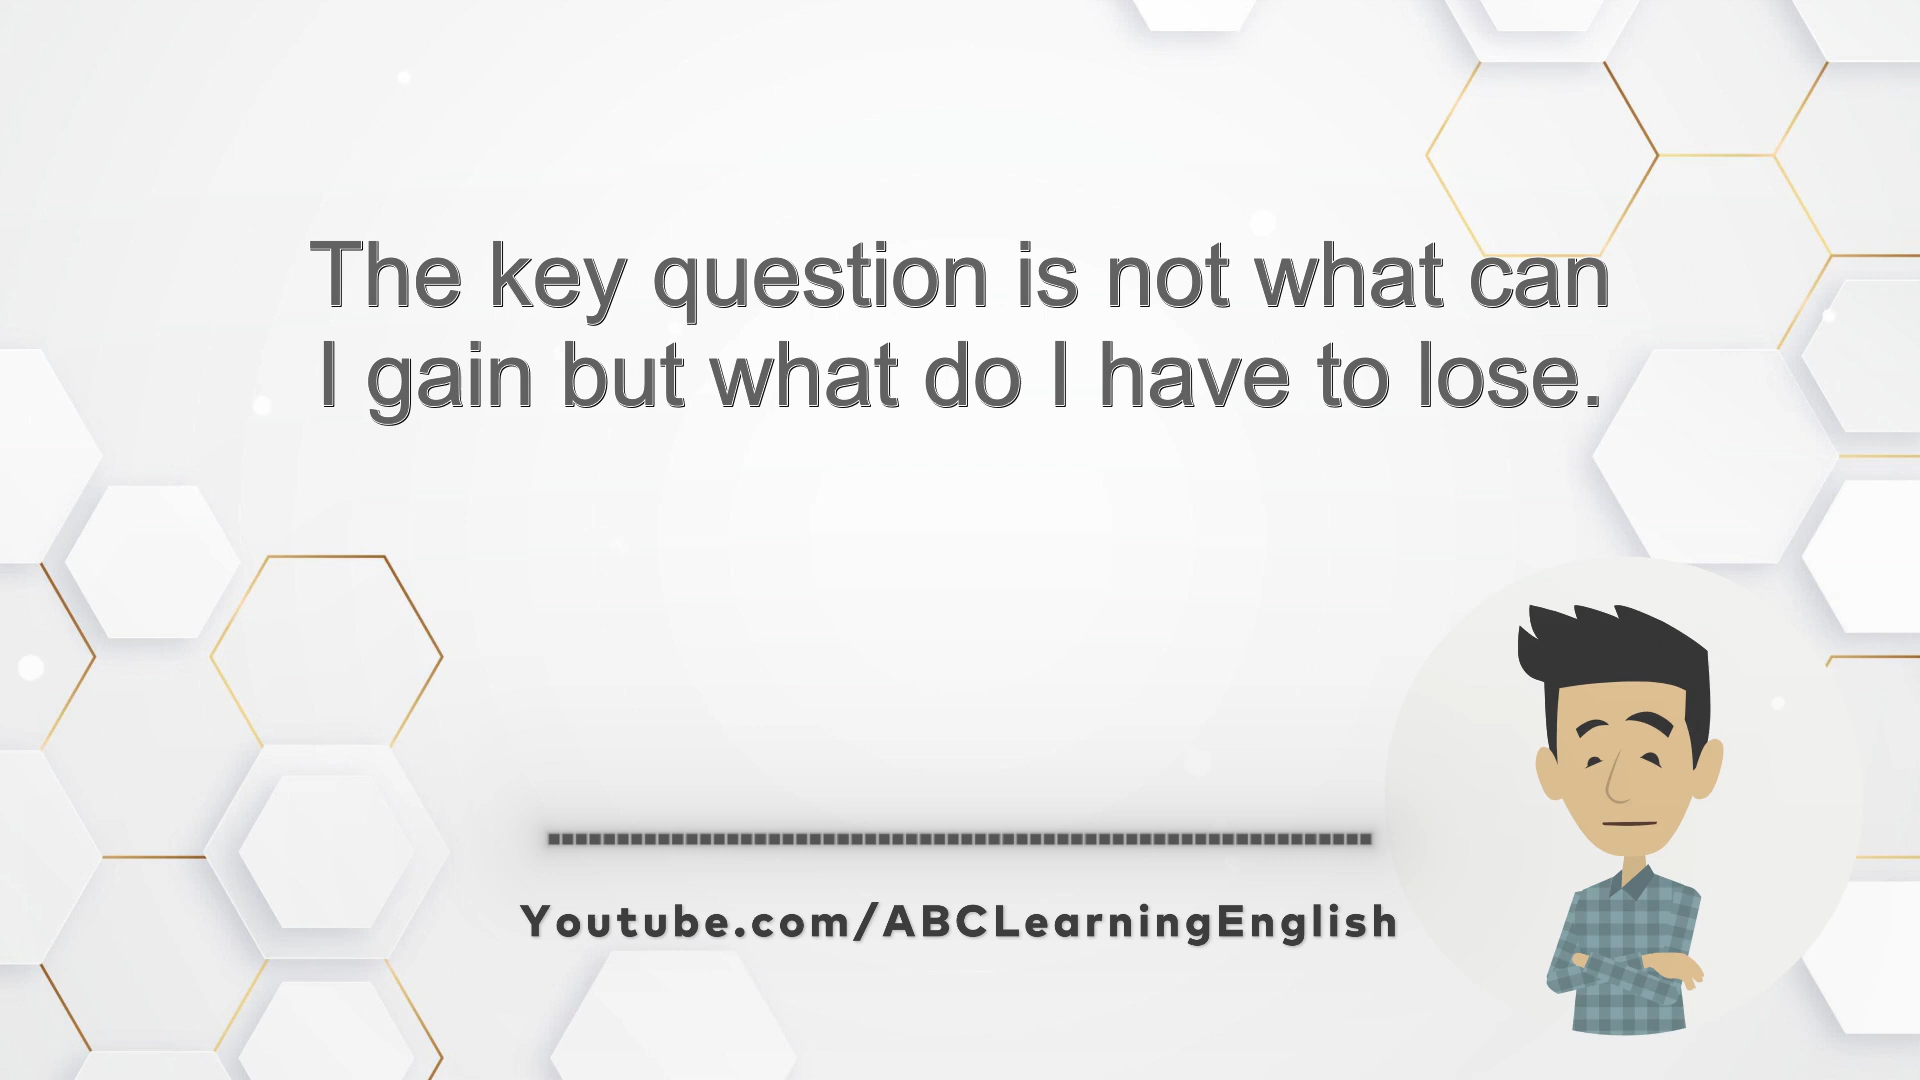 The key question is not what can
I gain but what do I have to lose.
Youtube.com/ABCLearningEnglish